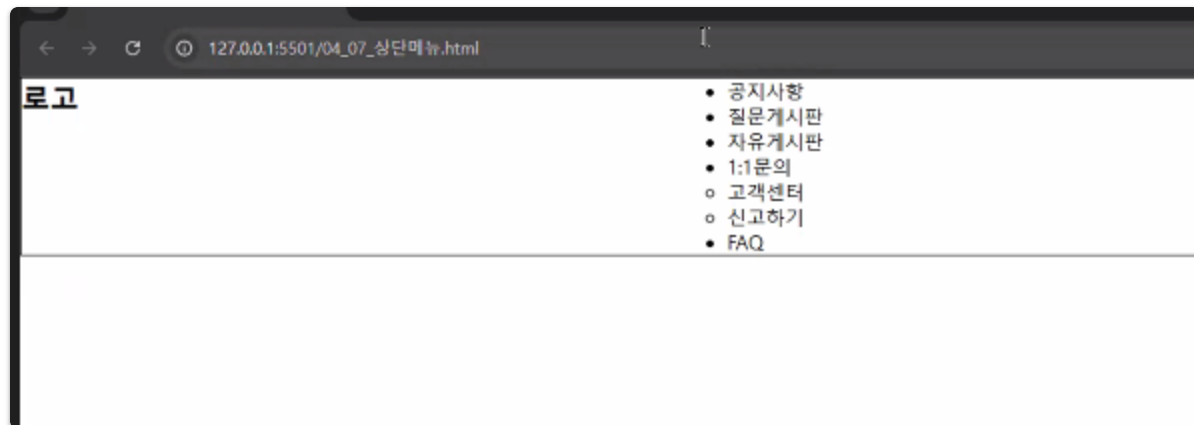 127.0.0.1:5501/04_07_상단메뉴.html
로고
공지사항
질문게시판
자유게시판
1:1문의
고객센터
신고하기
FAQ